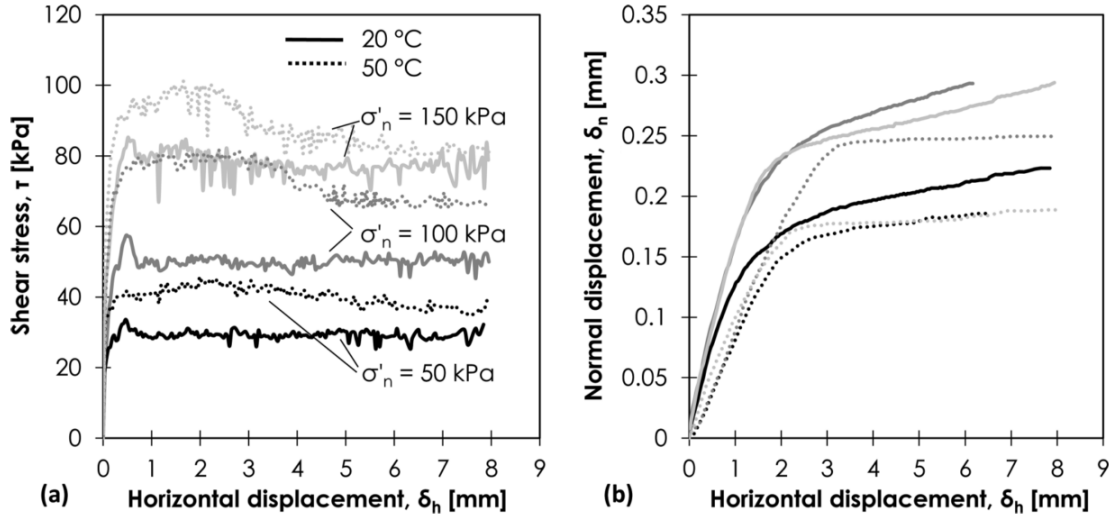 120
100
80
60
40
20
0
Shear stress, τ [kPa]
20 °C
50 °C
σ'n = 150 kPa
σ'n = 100 kPa
σ'n = 50 kPa
0 1 2 3 4 5 6 7 8 9
(a) Horizontal displacement, δh [mm]
0.35
0.3
0.25
0.2
0.15
0.1
0.05
0
Normal displacement, δn [mm]
0 1 2 3 4 5 6 7 8 9
(b) Horizontal displacement, δh [mm]